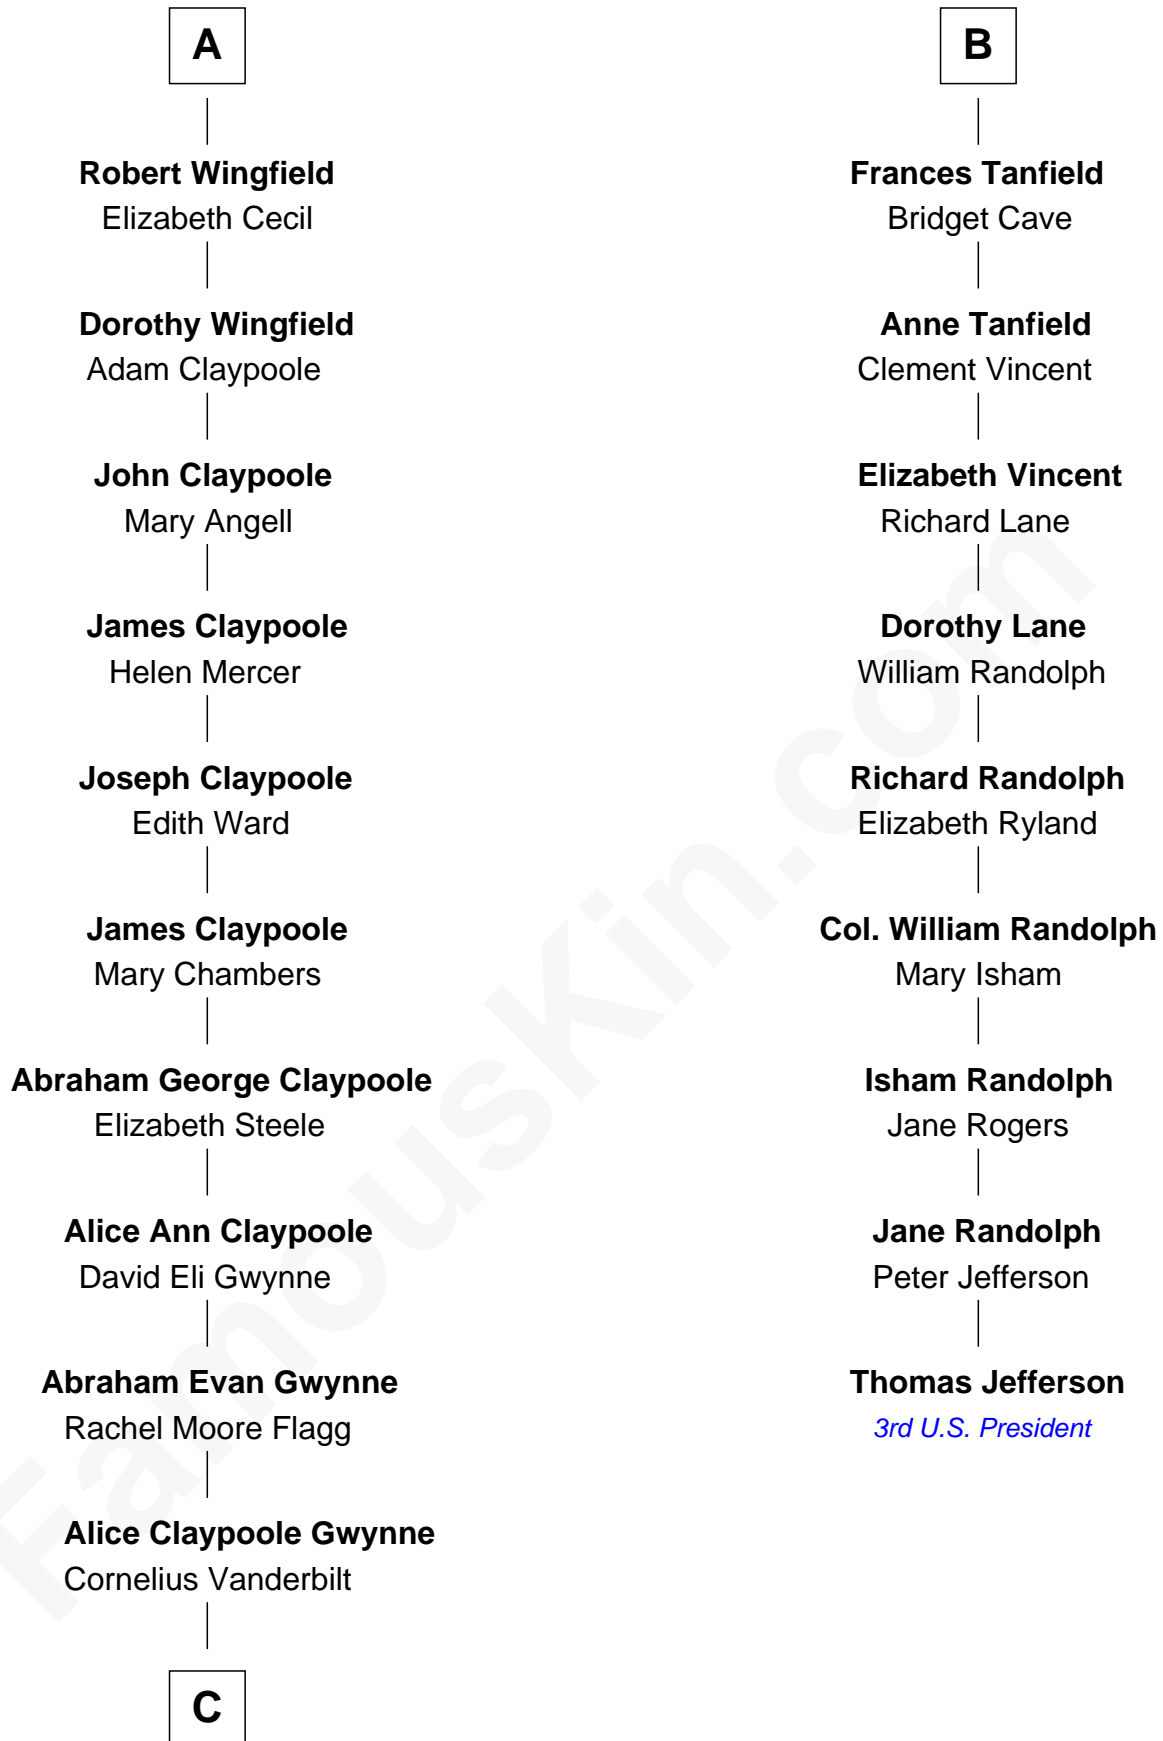 A
Robert Wingfield
Elizabeth Cecil
Dorothy Wingfield
Adam Claypoole
John Claypoole
Mary Angell
James Claypoole
Helen Mercer
Joseph Claypoole
Edith Ward
James Claypoole
Mary Chambers
Abraham George Claypoole
Elizabeth Steele
Alice Ann Claypoole
David Eli Gwynne
Abraham Evan Gwynne
Rachel Moore Flagg
Alice Claypoole Gwynne
Cornelius Vanderbilt
C
B
Frances Tanfield
Bridget Cave
Anne Tanfield
Clement Vincent
Elizabeth Vincent
Richard Lane
Dorothy Lane
William Randolph
Richard Randolph
Elizabeth Ryland
Col. William Randolph
Mary Isham
Isham Randolph
Jane Rogers
Jane Randolph
Peter Jefferson
Thomas Jefferson
3rd U.S. President
FamousKin.com